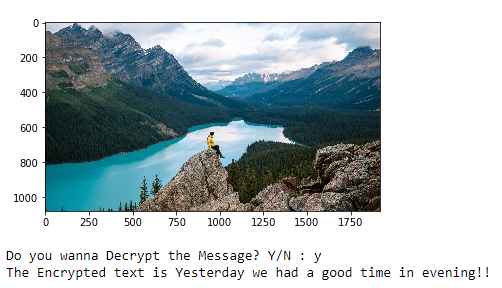 0
200
400
600
800
1000
0 250 500 750 1000 1250 1500 1750
Do you wanna Decrypt the Message? Y/N : y
The Encrypted text is Yesterday we had a good time in evening!!